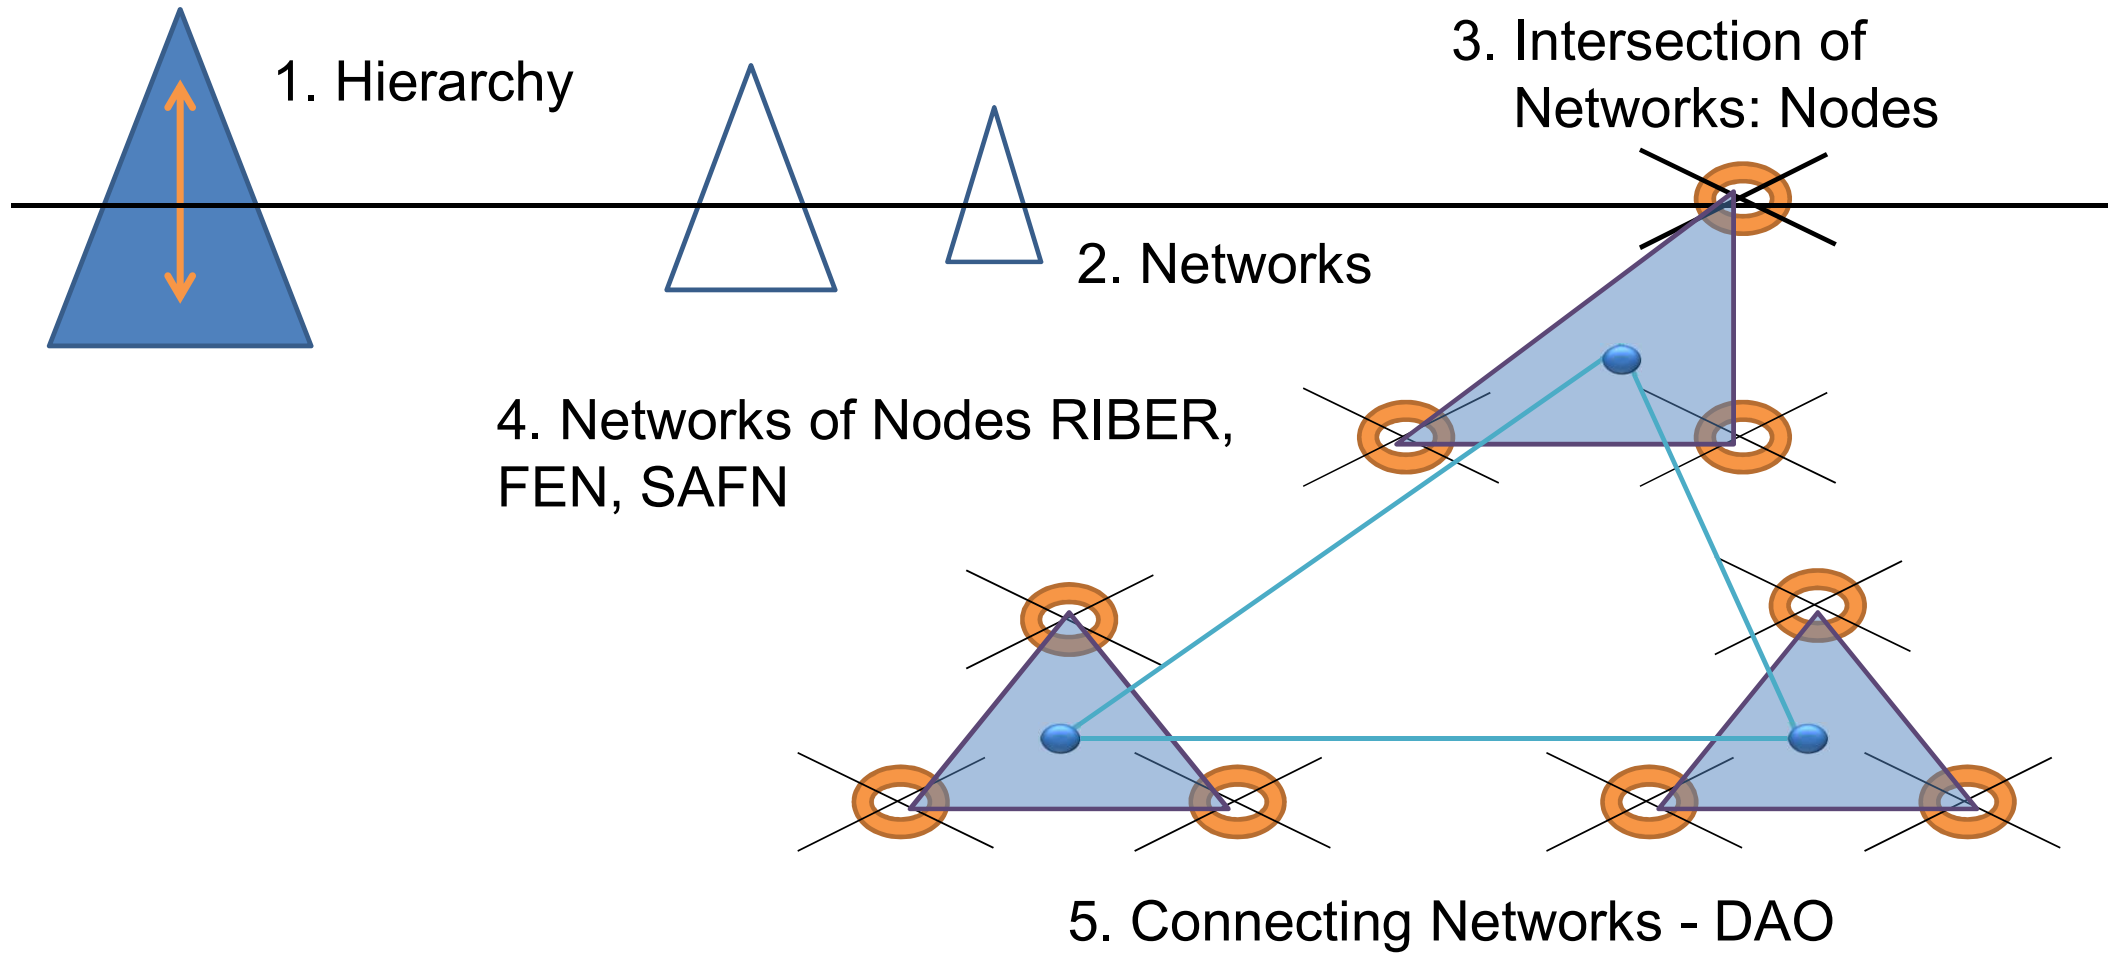 1. Hierarchy
3. Intersection of
Networks: Nodes
2. Networks
4. Networks of Nodes RIBER,
FEN, SAFN
5. Connecting Networks - DAO